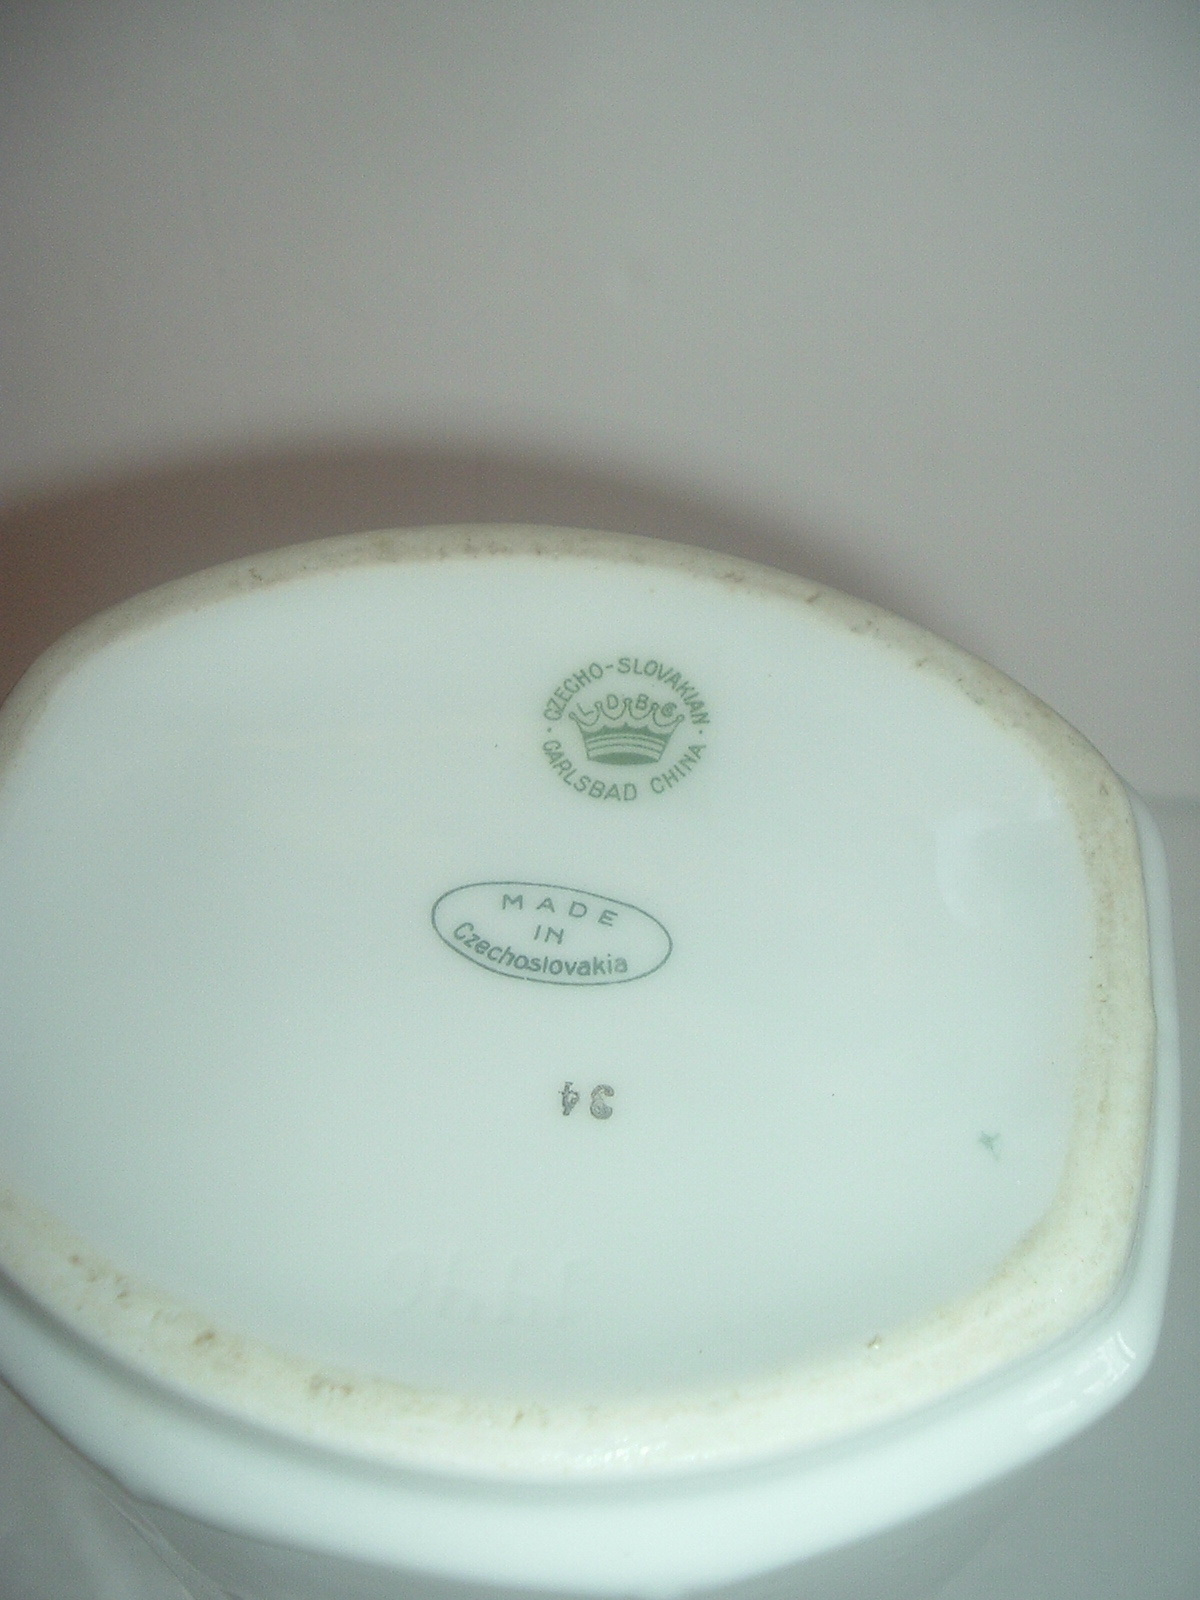 CZECHO-SLOVAKIAN
L D B C
CARLSBAD CHINA
MADE
IN
Czechoslovakia
34